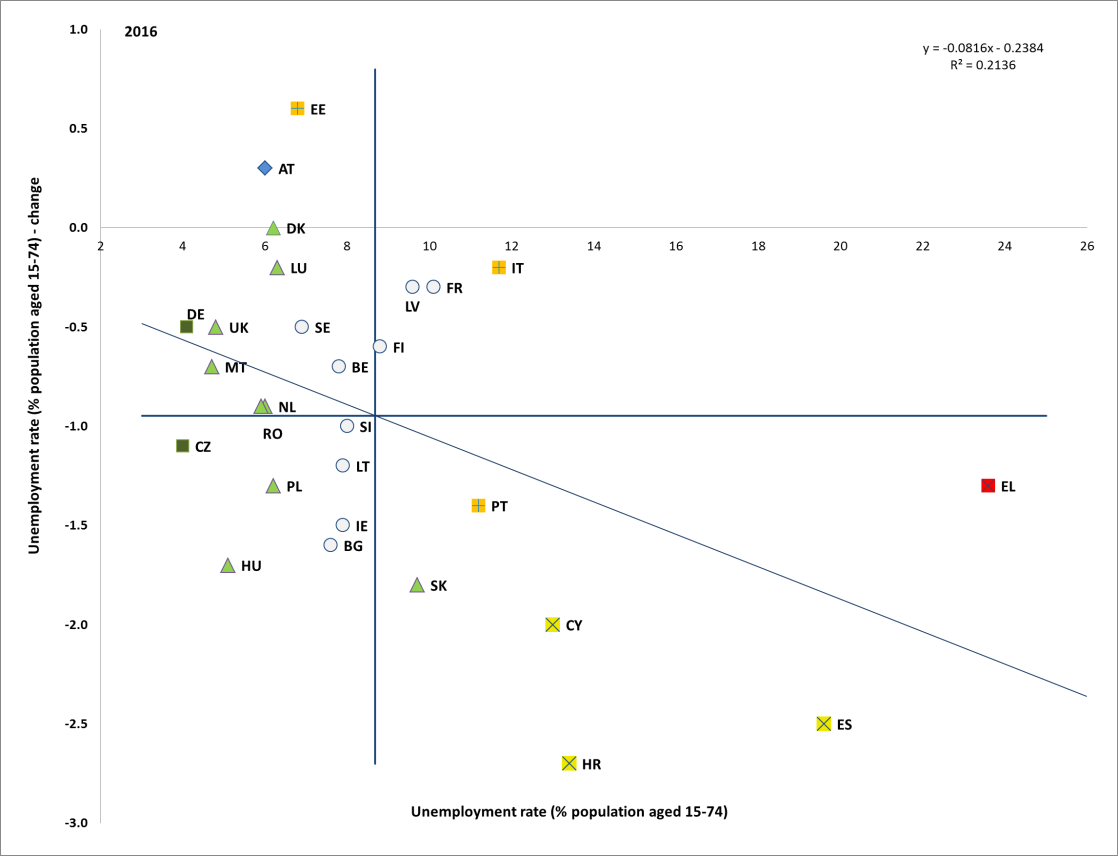 1.0
2016
y = -0.0816x - 0.2384
R² = 0.2136
EE
0.5
AT
0.0
DK
2 4 6 8 10 12 14 16 18 20 22 24 26
LU
IT
FR
LV
DE
-0.5
UK
SE
FI
MT
BE
NL
-1.0
SI
RO
CZ
LT
PL
EL
PT
-1.5
IE
BG
HU
SK
-2.0
CY
-2.5
ES
HR
Unemployment rate (% population aged 15-74)
-3.0
Unemployment rate (% population aged 15-74) - change